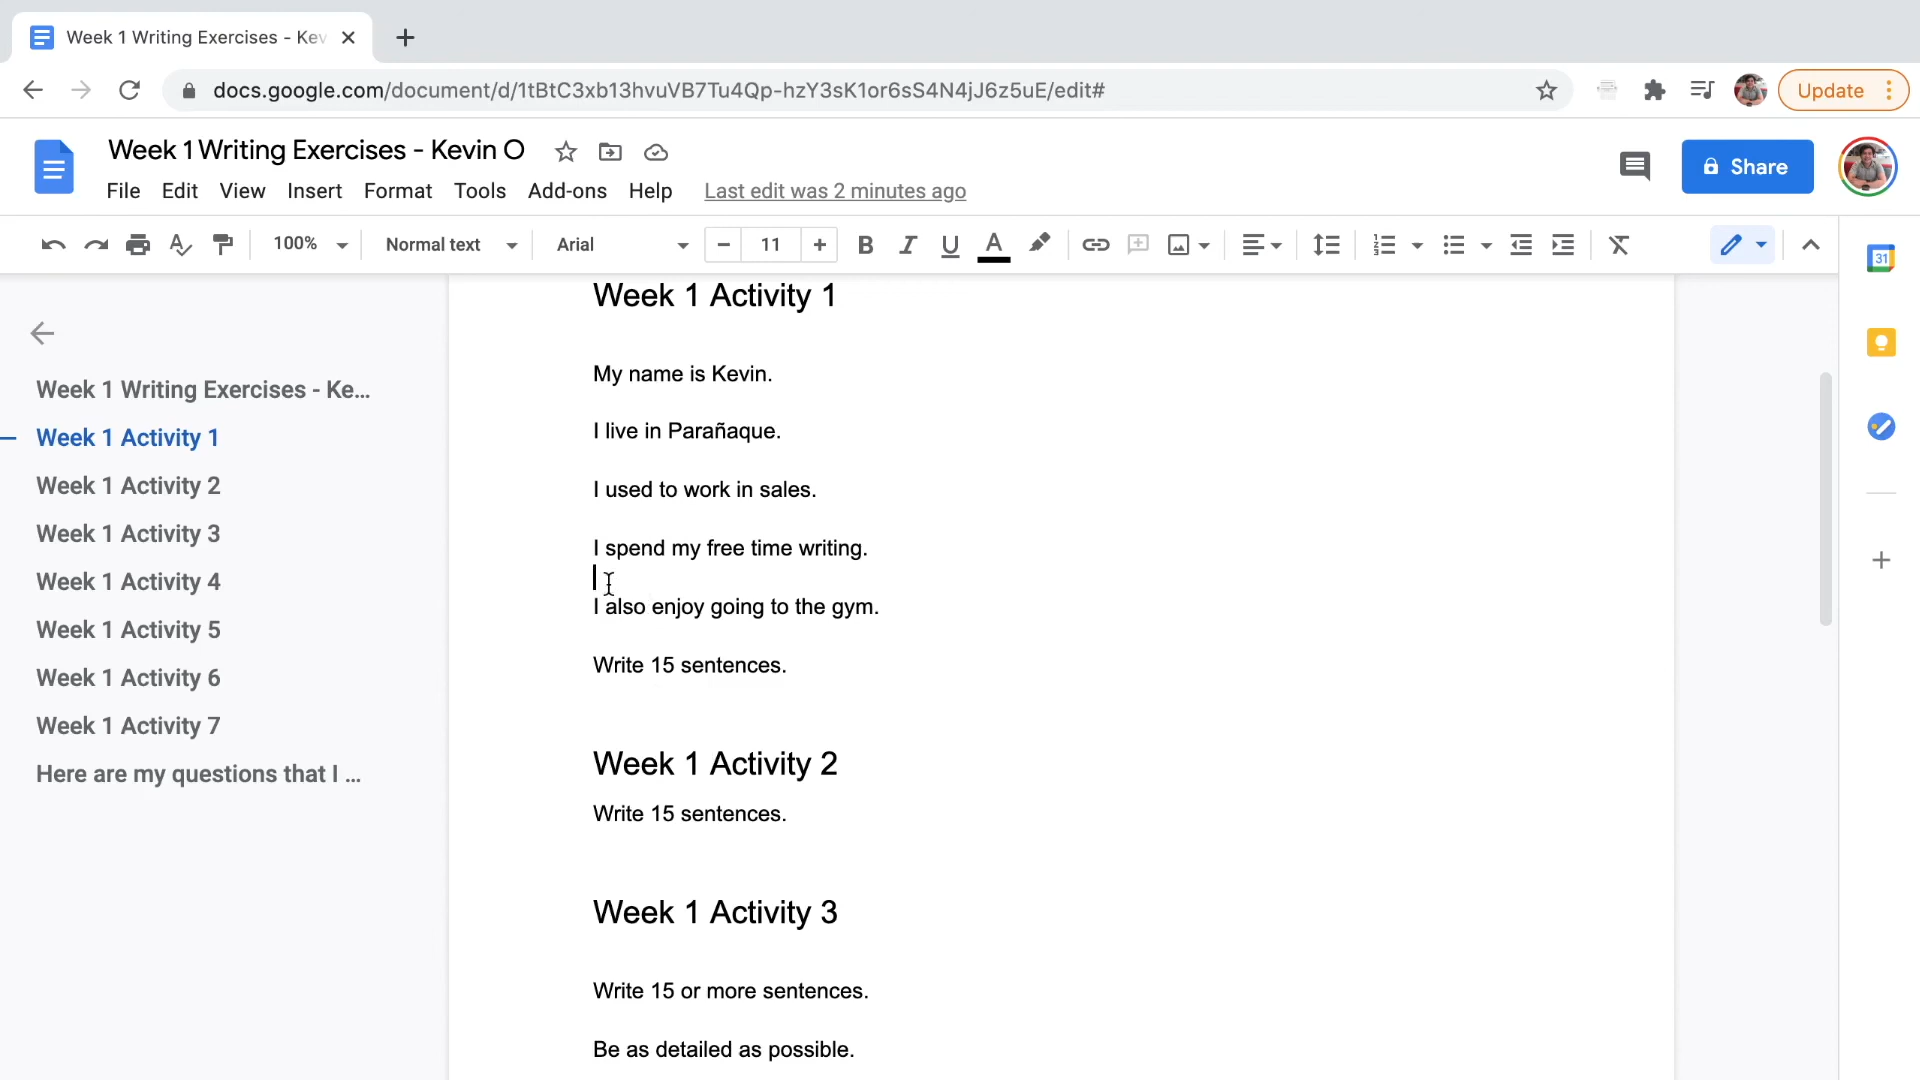 Week 1 Writing Exercises - Kev
docs.google.com/document/d/1tBtC3xb13hvuVB7Tu4Qp-hzY3sK1or6sS4N4jJ6z5uE/edit#
Update
Week 1 Writing Exercises - Kevin O
File Edit View Insert Format Tools Add-ons Help Last edit was 2 minutes ago
Share
100% Normal text Arial 11
31
Week 1 Writing Exercises - Ke...
Week 1 Activity 1
Week 1 Activity 2
Week 1 Activity 3
Week 1 Activity 4
Week 1 Activity 5
Week 1 Activity 6
Week 1 Activity 7
Here are my questions that I ...
Week 1 Activity 1
My name is Kevin.
I live in Parañaque.
I used to work in sales.
I spend my free time writing.
I also enjoy going to the gym.
Write 15 sentences.
Week 1 Activity 2
Write 15 sentences.
Week 1 Activity 3
Write 15 or more sentences.
Be as detailed as possible.